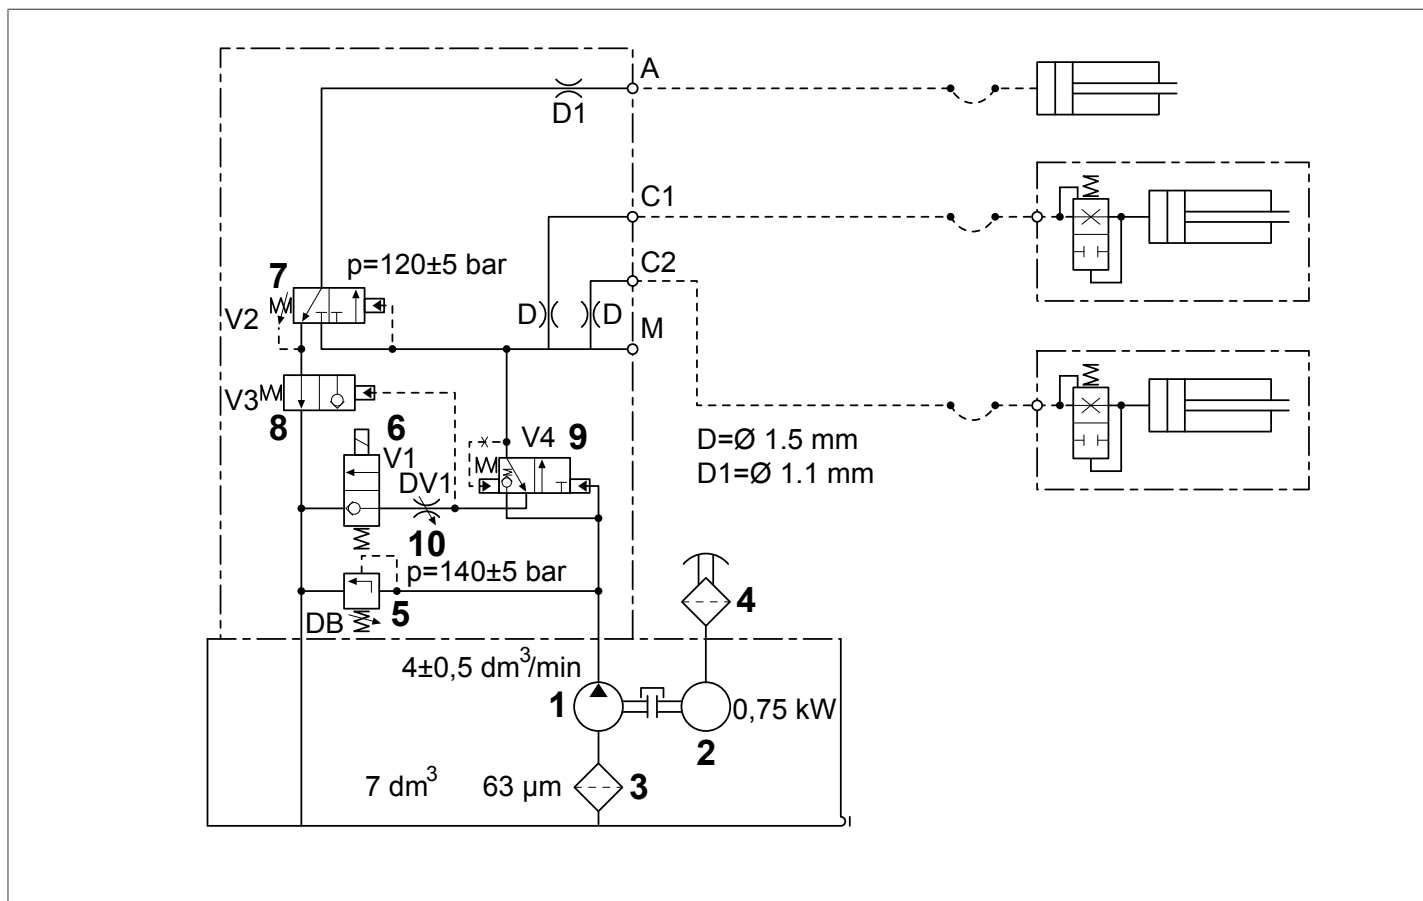 A
D1
C1
C2
p=120±5 bar
7
V2
D
D
M
V3
8
6
V1
V4
9
DV1
D=Ø 1.5 mm
D1=Ø 1.1 mm
10
p=140±5 bar
5
DB
4
4±0,5 dm³/min
1
0,75 kW
2
7 dm³
63 µm
3